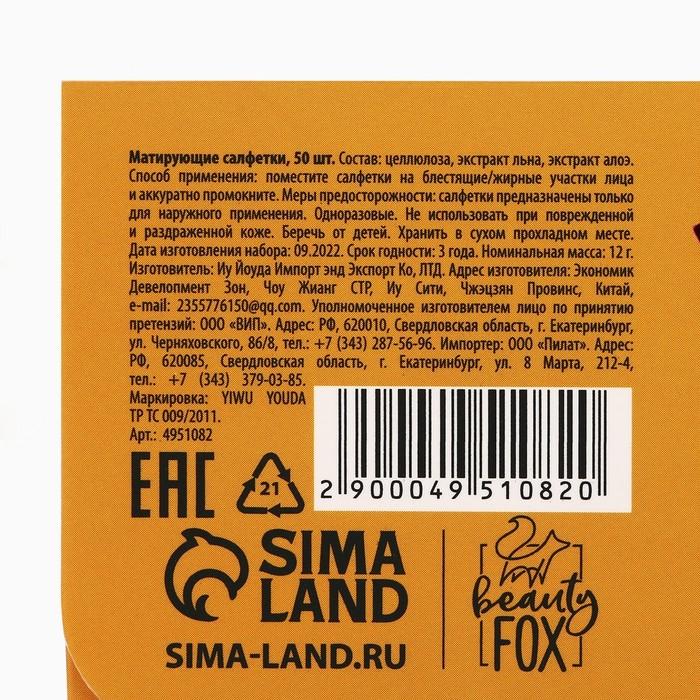 Матирующие салфетки, 50 шт. Состав: целлюлоза, экстракт льна, экстракт алоэ.
Способ применения: поместите салфетки на блестящие/жирные участки лица
и аккуратно промокните. Меры предосторожности: салфетки предназначены только
для наружного применения. Одноразовые. Не использовать при поврежденной
и раздраженной коже. Беречь от детей. Хранить в сухом прохладном месте.
Дата изготовления набора: 09.2022. Срок годности: 3 года. Номинальная масса: 12 г.
Изготовитель: Иу Йоуда Импорт энд Экспорт Ко, ЛТД. Адрес изготовителя: Экономик
Девелопмент Зон, Чоу Жианг СТР, Иу Сити, Чжэцзян Провинс, Китай,
e-mail: 2355776150@qq.com. Уполномоченное изготовителем лицо по принятию
претензий: ООО «ВИП». Адрес: РФ, 620010, Свердловская область, г. Екатеринбург,
ул. Черняховского, 86/8, тел.: +7 (343) 287-56-96. Импортер: ООО «Пилат». Адрес:
РФ, 620085, Свердловская область, г. Екатеринбург, ул. 8 Марта, 212-4,
тел.: +7 (343) 379-03-85.
Маркировка: YIWU YOUDA
ТР ТС 009/2011.
Арт.: 4951082
EAC
21
2 900049 510820
SIMA
LAND
SIMA-LAND.RU
beauty
FOX